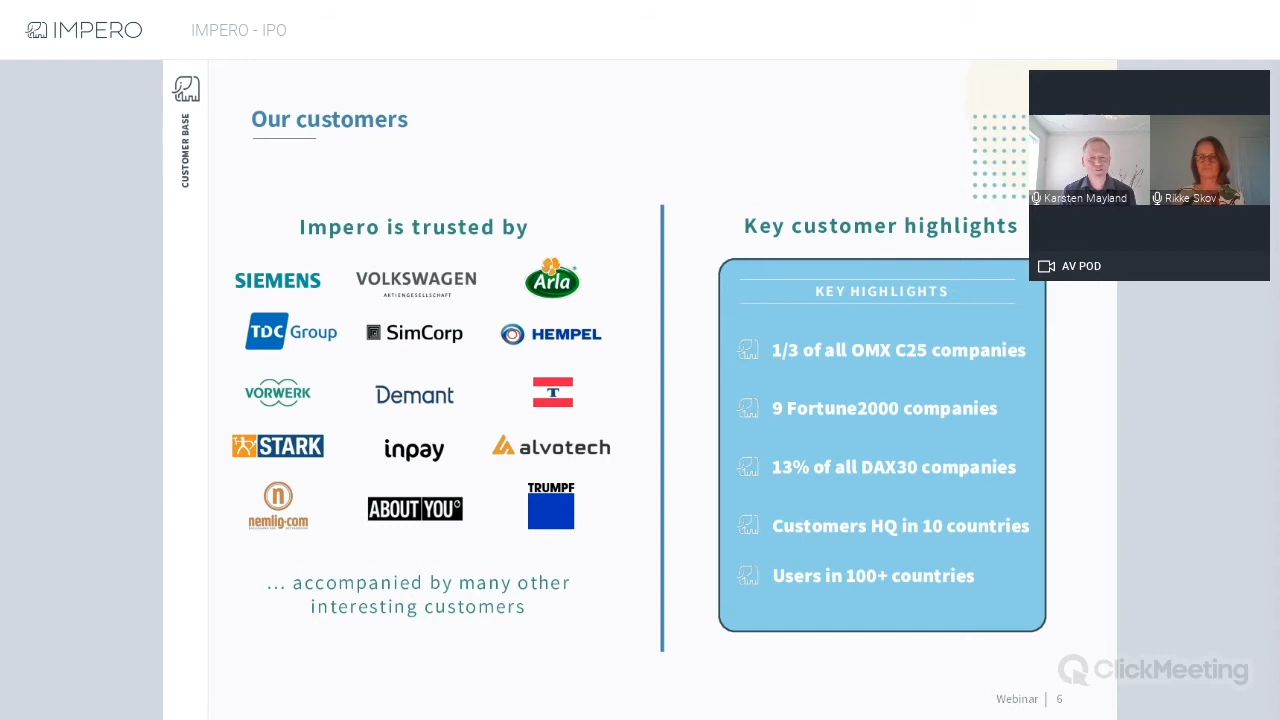 IMPERO
IMPERO - IPO
CUSTOMER BASE
Our customers
Karsten Mayland
Rikke Skov
AV POD
Impero is trusted by
SIEMENS
VOLKSWAGEN
AKTIENGESELLSCHAFT
Arla
TDC Group
SimCorp
HEMPEL
VORWERK
Demant
T
STARK
inpay
alvotech
nemlig.com
ABOUT YOU°
TRUMPF
... accompanied by many other
interesting customers
Key customer highlights
KEY HIGHLIGHTS
1/3 of all OMX C25 companies
9 Fortune2000 companies
13% of all DAX30 companies
Customers HQ in 10 countries
Users in 100+ countries
ClickMeeting
Webinar | 6